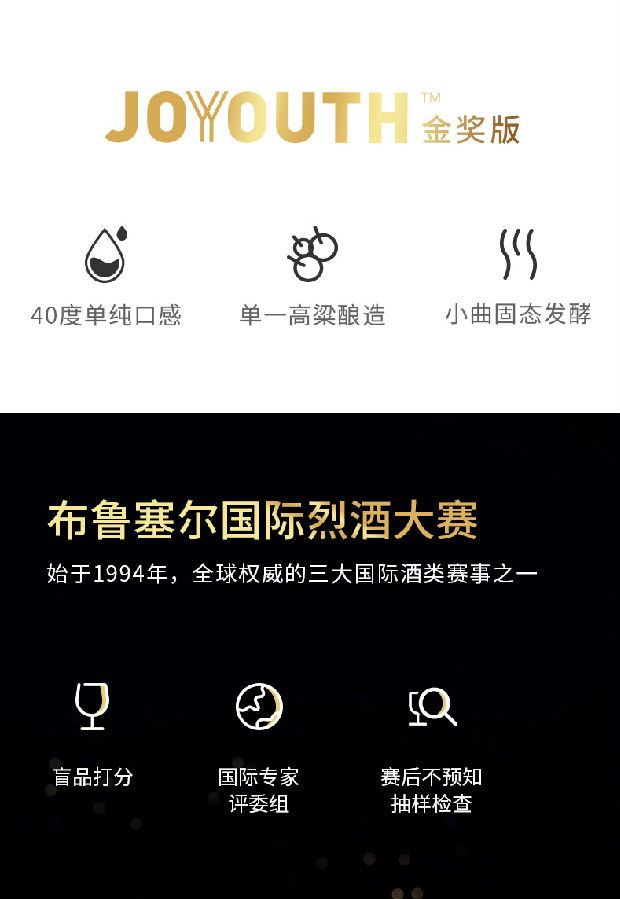 JOYOUTH™ 金奖版
40度单纯口感 单一高粱酿造 小曲固态发酵
布鲁塞尔国际烈酒大赛
始于1994年，全球权威的三大国际酒类赛事之一
盲品打分
国际专家
评委组
赛后不预知
抽样检查